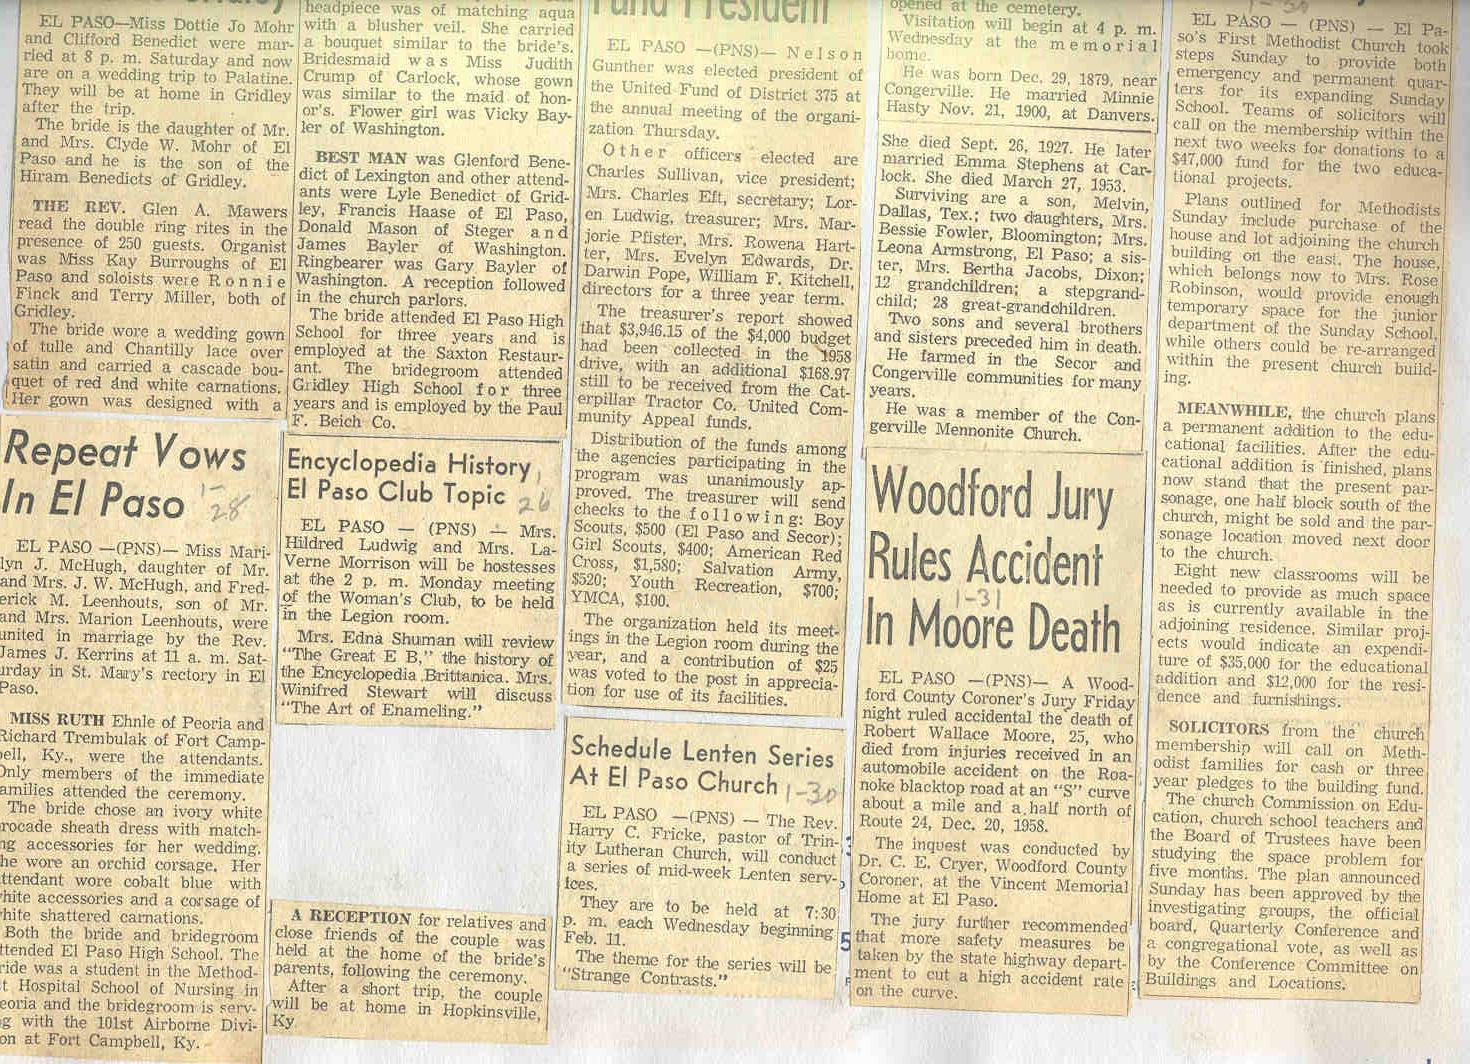 Gridley
EL PASO—Miss Dottie Jo Mohr
and Clifford Benedict were mar-
ried at 8 p. m. Saturday and now
are on a wedding trip to Palatine.
They will be at home in Gridley
after the trip.
The bride is the daughter of Mr.
and Mrs. Clyde W. Mohr of El
Paso and he is the son of the
Hiram Benedicts of Gridley.
THE REV. Glen A. Mawers
read the double ring rites in the
presence of 250 guests. Organist
was Miss Kay Burroughs of El
Paso and soloists were Ronnie
Finck and Terry Miller, both of
Gridley.
The bride wore a wedding gown
of tulle and Chantilly lace over
satin and carried a cascade bou-
quet of red and white carnations.
Her gown was designed with a
headpiece was of matching aqua
with a blusher veil. She carried
a bouquet similar to the bride's.
Bridesmaid was Miss Judith
Crump of Carlock, whose gown
was similar to the maid of hon-
or's. Flower girl was Vicky Bay-
ler of Washington.
BEST MAN was Glenford Bene-
dict of Lexington and other attend-
ants were Lyle Benedict of Grid-
ley, Francis Haase of El Paso,
Donald Mason of Steger and
James Bayler of Washington.
Ringbearer was Gary Bayler of
Washington. A reception followed
in the church parlors.
The bride attended El Paso High
School for three years and is
employed at the Saxton Restaur-
ant. The bridegroom attended
Gridley High School for three
years and is employed by the Paul
F. Beich Co.
Repeat Vows
In El Paso
1-
28
EL PASO —(PNS)— Miss Mari-
lyn J. McHugh, daughter of Mr.
and Mrs. J. W. McHugh, and Fred-
erick M. Leenhouts, son of Mr.
and Mrs. Marion Leenhouts, were
united in marriage by the Rev.
James J. Kerrins at 11 a. m. Sat-
urday in St. Mary's rectory in El
Paso.
MISS RUTH Ehnle of Peoria and
Richard Trembulak of Fort Camp-
bell, Ky., were the attendants.
Only members of the immediate
amilies attended the ceremony.
The bride chose an ivory white
rocade sheath dress with match-
ng accessories for her wedding.
he wore an orchid corsage. Her
ttendant wore cobalt blue with
hite accessories and a corsage of
hite shattered carnations.
Both the bride and bridegroom
ttended El Paso High School. The
ride was a student in the Method-
t Hospital School of Nursing in
eoria and the bridegroom is serv-
g with the 101st Airborne Divi-
on at Fort Campbell, Ky.
Encyclopedia History
El Paso Club Topic
1
26
EL PASO — (PNS) — Mrs.
Hildred Ludwig and Mrs. La-
Verne Morrison will be hostesses
at the 2 p. m. Monday meeting
of the Woman's Club, to be held
in the Legion room.
Mrs. Edna Shuman will review
"The Great E B," the history of
the Encyclopedia Brittanica. Mrs.
Winifred Stewart will discuss
"The Art of Enameling."
A RECEPTION for relatives and
close friends of the couple was
held at the home of the bride's
parents, following the ceremony.
After a short trip, the couple
will be at home in Hopkinsville,
Ky
Fund President
EL PASO —(PNS)— Nelson
Gunther was elected president of
the United Fund of District 375 at
the annual meeting of the organi-
zation Thursday.
Other officers elected are
Charles Sullivan, vice president;
Mrs. Charles Eft, secretary; Lor-
en Ludwig, treasurer; Mrs. Mar-
jorie Pfister, Mrs. Rowena Hart-
ter, Mrs. Evelyn Edwards, Dr.
Darwin Pope, William F. Kitchell,
directors for a three year term.
The treasurer's report showed
that $3,946.15 of the $4,000 budget
had been collected in the 1958
drive, with an additional $168.97
still to be received from the Cat-
erpillar Tractor Co. United Com-
munity Appeal funds.
Distribution of the funds among
the agencies participating in the
program was unanimously ap-
proved. The treasurer will send
checks to the following: Boy
Scouts, $500 (El Paso and Secor);
Girl Scouts, $400; American Red
Cross, $1,580; Salvation Army,
$520; Youth Recreation, $700;
YMCA, $100.
The organization held its meet-
ings in the Legion room during the
year, and a contribution of $25
was voted to the post in apprecia-
tion for use of its facilities.
Schedule Lenten Series
At El Paso Church
1-30
EL PASO —(PNS) — The Rev.
Harry C. Fricke, pastor of Trin-
ity Lutheran Church, will conduct
a series of mid-week Lenten serv-
ices.
They are to be held at 7:30
p. m. each Wednesday beginning
Feb. 11.
The theme for the series will be
"Strange Contrasts."
5
opened at the cemetery.
Visitation will begin at 4 p. m.
Wednesday at the memorial
home.
He was born Dec. 29, 1879, near
Congerville. He married Minnie
Hasty Nov. 21, 1900, at Danvers.
She died Sept. 26, 1927. He later
married Emma Stephens at Car-
lock. She died March 27, 1953.
Surviving are a son, Melvin,
Dallas, Tex.; two daughters, Mrs.
Bessie Fowler, Bloomington; Mrs.
Leona Armstrong, El Paso; a sis-
ter, Mrs. Bertha Jacobs, Dixon;
12 grandchildren; a stepgrand-
child; 28 great-grandchildren.
Two sons and several brothers
and sisters preceded him in death.
He farmed in the Secor and
Congerville communities for many
years.
He was a member of the Con-
gerville Mennonite Church.
Woodford Jury
Rules Accident
In Moore Death
1-31
EL PASO —(PNS)— A Wood-
ford County Coroner's Jury Friday
night ruled accidental the death of
Robert Wallace Moore, 25, who
died from injuries received in an
automobile accident on the Roa-
noke blacktop road at an "S" curve
about a mile and a half north of
Route 24, Dec. 20, 1958.
The inquest was conducted by
Dr. C. E. Cryer, Woodford County
Coroner, at the Vincent Memorial
Home at El Paso.
The jury further recommended
that more safety measures be
taken by the state highway depart-
ment to cut a high accident rate
on the curve.
1-30
EL PASO — (PNS) — El Pa-
so's First Methodist Church took
steps Sunday to provide both
emergency and permanent quar-
ters for its expanding Sunday
School. Teams of solicitors will
call on the membership within the
next two weeks for donations to a
$47,000 fund for the two educa-
tional projects.
Plans outlined for Methodists
Sunday include purchase of the
house and lot adjoining the church
building on the east. The house,
which belongs now to Mrs. Rose
Robinson, would provide enough
temporary space for the junior
department of the Sunday School,
while others could be re-arranged
within the present church build-
ing.
MEANWHILE, the church plans
a permanent addition to the edu-
cational facilities. After the edu-
cational addition is finished, plans
now stand that the present par-
sonage, one half block south of the
church, might be sold and the par-
sonage location moved next door
to the church.
Eight new classrooms will be
needed to provide as much space
as is currently available in the
adjoining residence. Similar proj-
ects would indicate an expendi-
ture of $35,000 for the educational
addition and $12,000 for the resi-
dence and furnishings.
SOLICITORS from the church
membership will call on Meth-
odist families for cash or three
year pledges to the building fund.
The church Commission on Edu-
cation, church school teachers and
the Board of Trustees have been
studying the space problem for
five months. The plan announced
Sunday has been approved by the
investigating groups, the official
board, Quarterly Conference and
a congregational vote, as well as
by the Conference Committee on
Buildings and Locations.